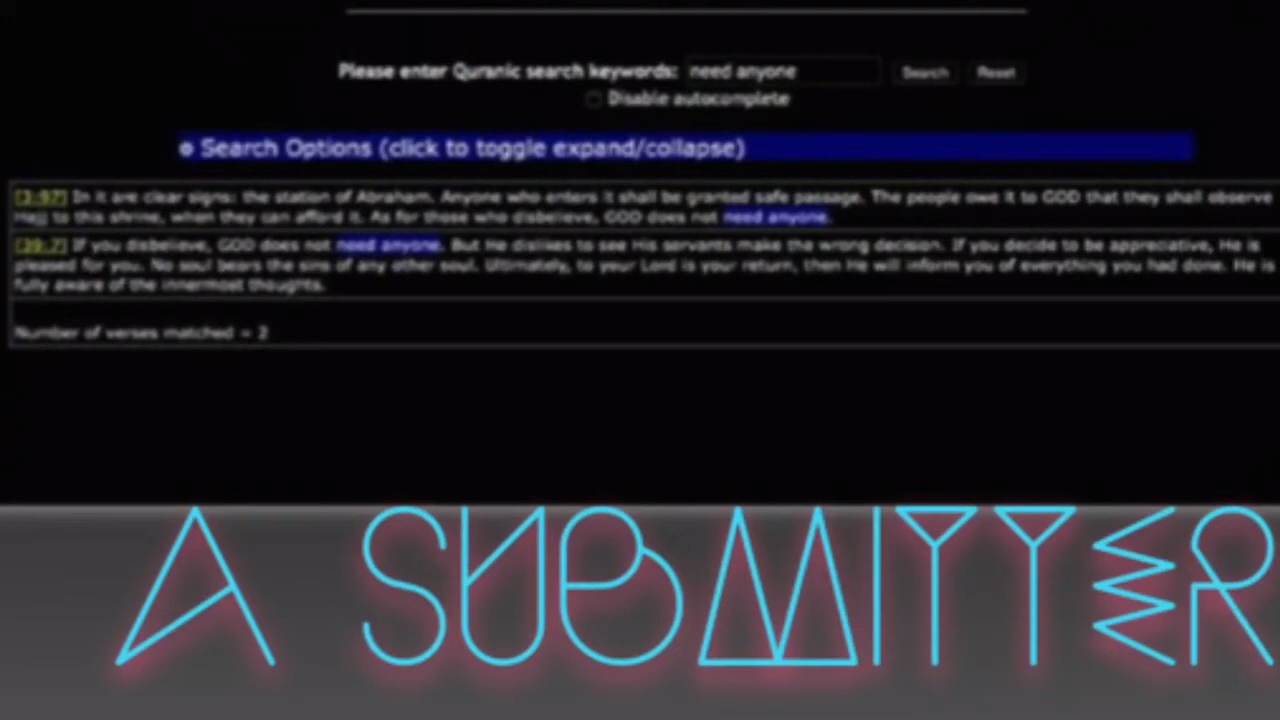 Please enter Quranic search keywords: need anyone Search Reset
Disable autocomplete
Search Options (click to toggle expand/collapse)
[3:97] In it are clear signs: the station of Abraham. Anyone who enters it shall be granted safe passage. The people owe it to GOD that they shall observe
Hajj to this shrine, when they can afford it. As for those who disbelieve, GOD does not need anyone.
[39:7] If you disbelieve, GOD does not need anyone. But He dislikes to see His servants make the wrong decision. If you decide to be appreciative, He is
pleased for you. No soul bears the sins of any other soul. Ultimately, to your Lord is your return, then He will inform you of everything you had done. He is
fully aware of the innermost thoughts.
Number of verses matched = 2
A SUBMITTER